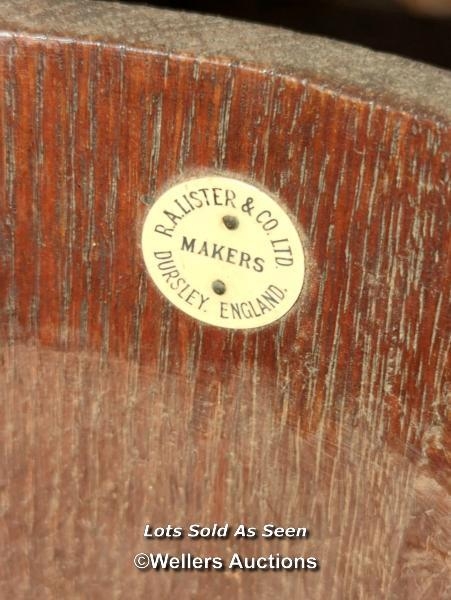 R.A.LISTER & CO. LTD.
MAKERS
DURSLEY. ENGLAND.
Lots Sold As Seen
©Wellers Auctions